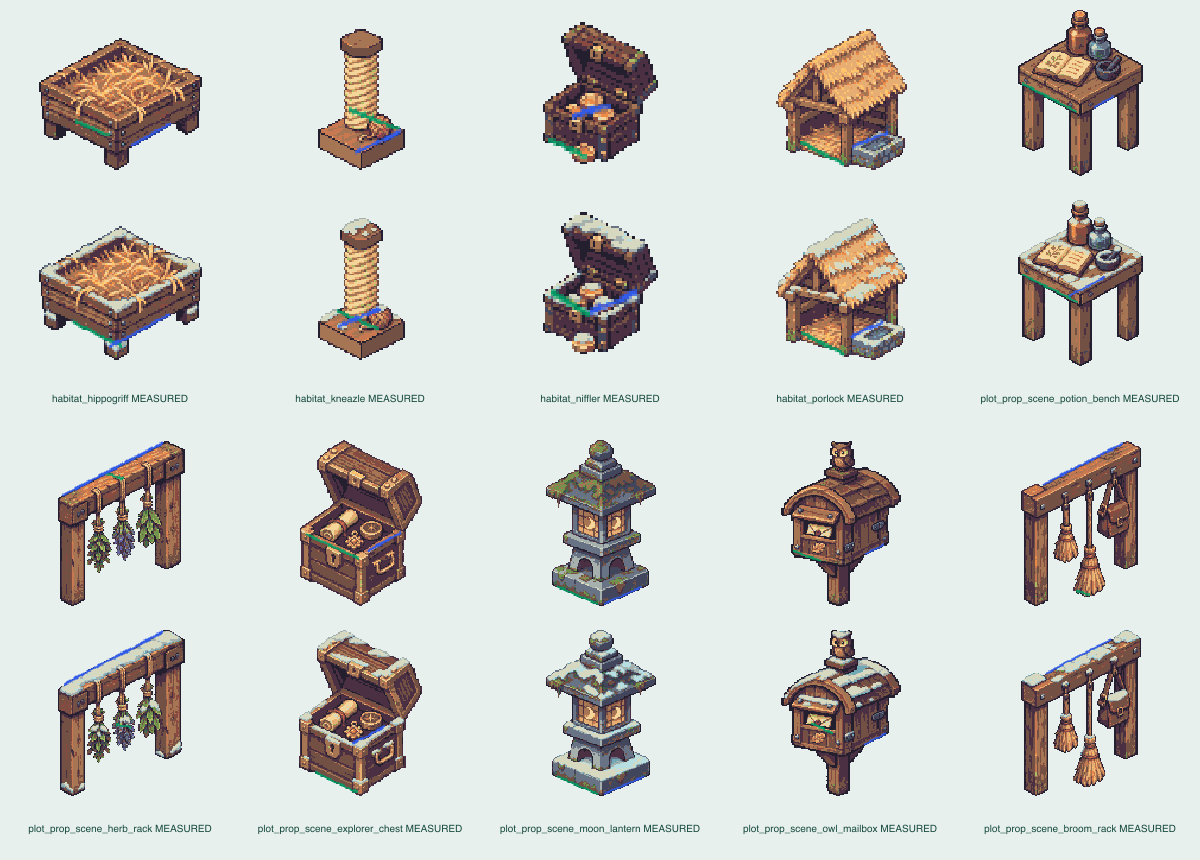 habitat_hippogriff MEASURED
habitat_kneazle MEASURED
habitat_niffler MEASURED
habitat_porlock MEASURED
plot_prop_scene_potion_bench MEASURED
plot_prop_scene_herb_rack MEASURED
plot_prop_scene_explorer_chest MEASURED
plot_prop_scene_moon_lantern MEASURED
plot_prop_scene_owl_mailbox MEASURED
plot_prop_scene_broom_rack MEASURED